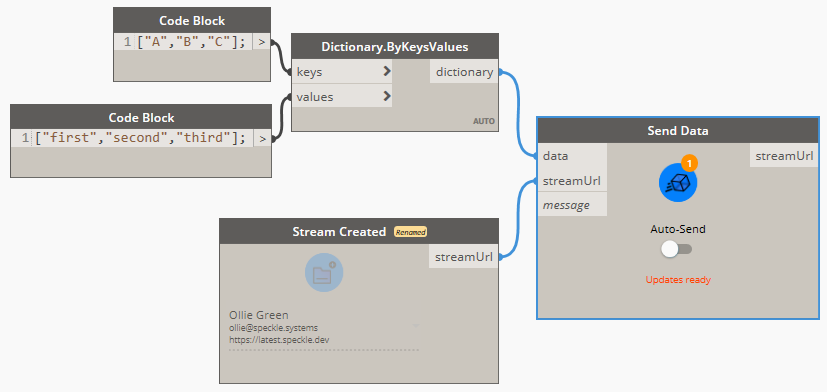 Code Block
1 ["A","B","C"]; >
Dictionary.ByKeysValues
keys > dictionary
values >
AUTO
Code Block
1 ["first","second","third"]; >
Send Data
data streamUrl
1
streamUrl
message
Auto-Send
Updates ready
Stream Created Renamed
streamUrl
Ollie Green
ollie@speckle.systems
https://latest.speckle.dev